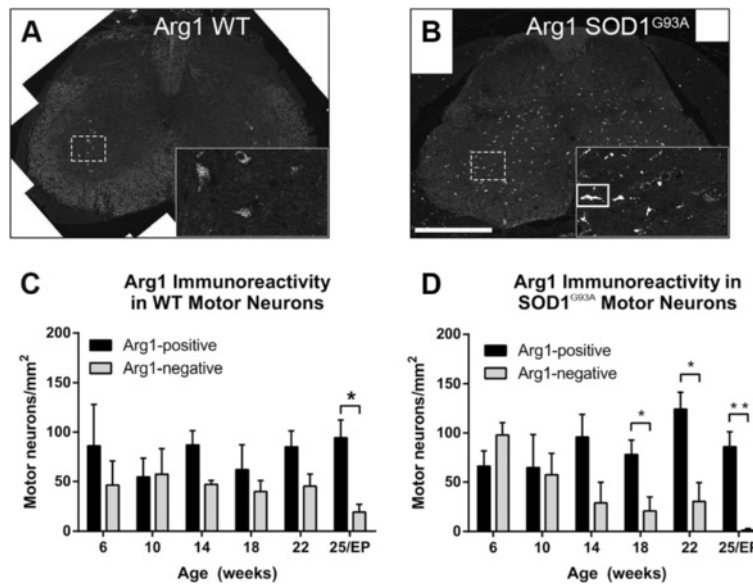 A
Arg1 WT
B
Arg1 SOD1G93A
C
Arg1 Immunoreactivity
in WT Motor Neurons
Motor neurons/mm2
200
150
100
50
0
Arg1-positive
Arg1-negative
*
6 10 14 18 22 25/EP
Age (weeks)
D
Arg1 Immunoreactivity in
SOD1G93A Motor Neurons
Motor neurons/mm2
200
150
100
50
0
Arg1-positive
Arg1-negative
*
*
**
6 10 14 18 22 25/EP
Age (weeks)